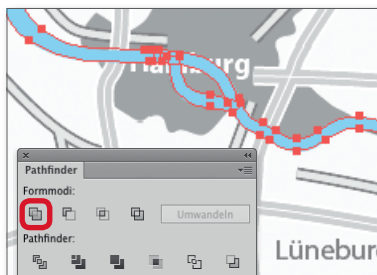 Hamburg
Pathfinder
Formmodi:
Umwandeln
Pathfinder:
Lüneburg